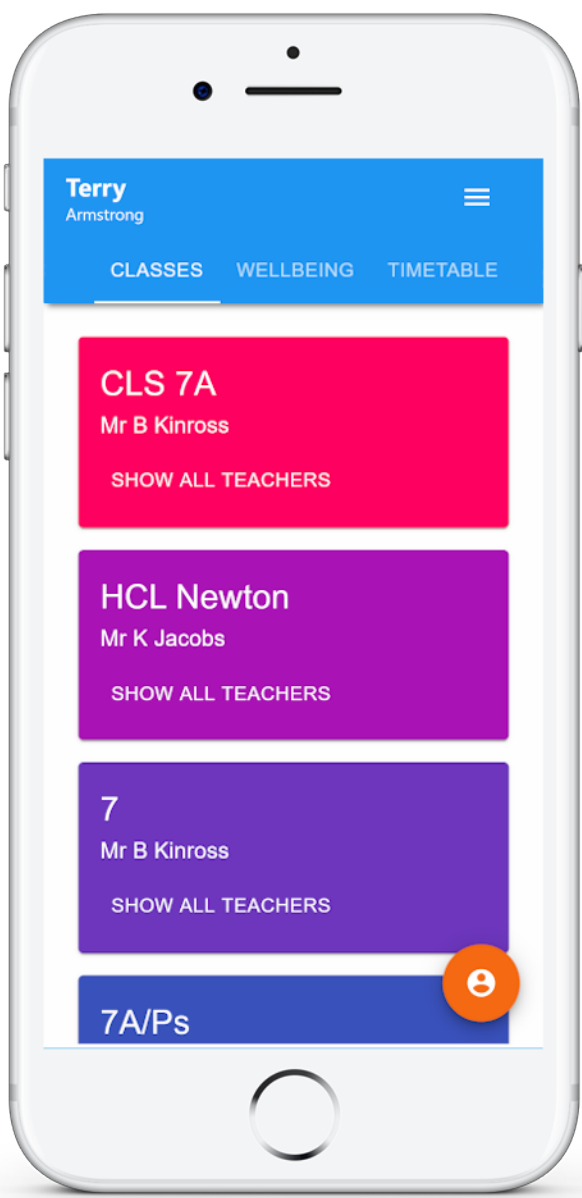 Terry
Armstrong
CLASSES WELLBEING TIMETABLE
CLS 7A
Mr B Kinross
SHOW ALL TEACHERS
HCL Newton
Mr K Jacobs
SHOW ALL TEACHERS
7
Mr B Kinross
SHOW ALL TEACHERS
7A/Ps